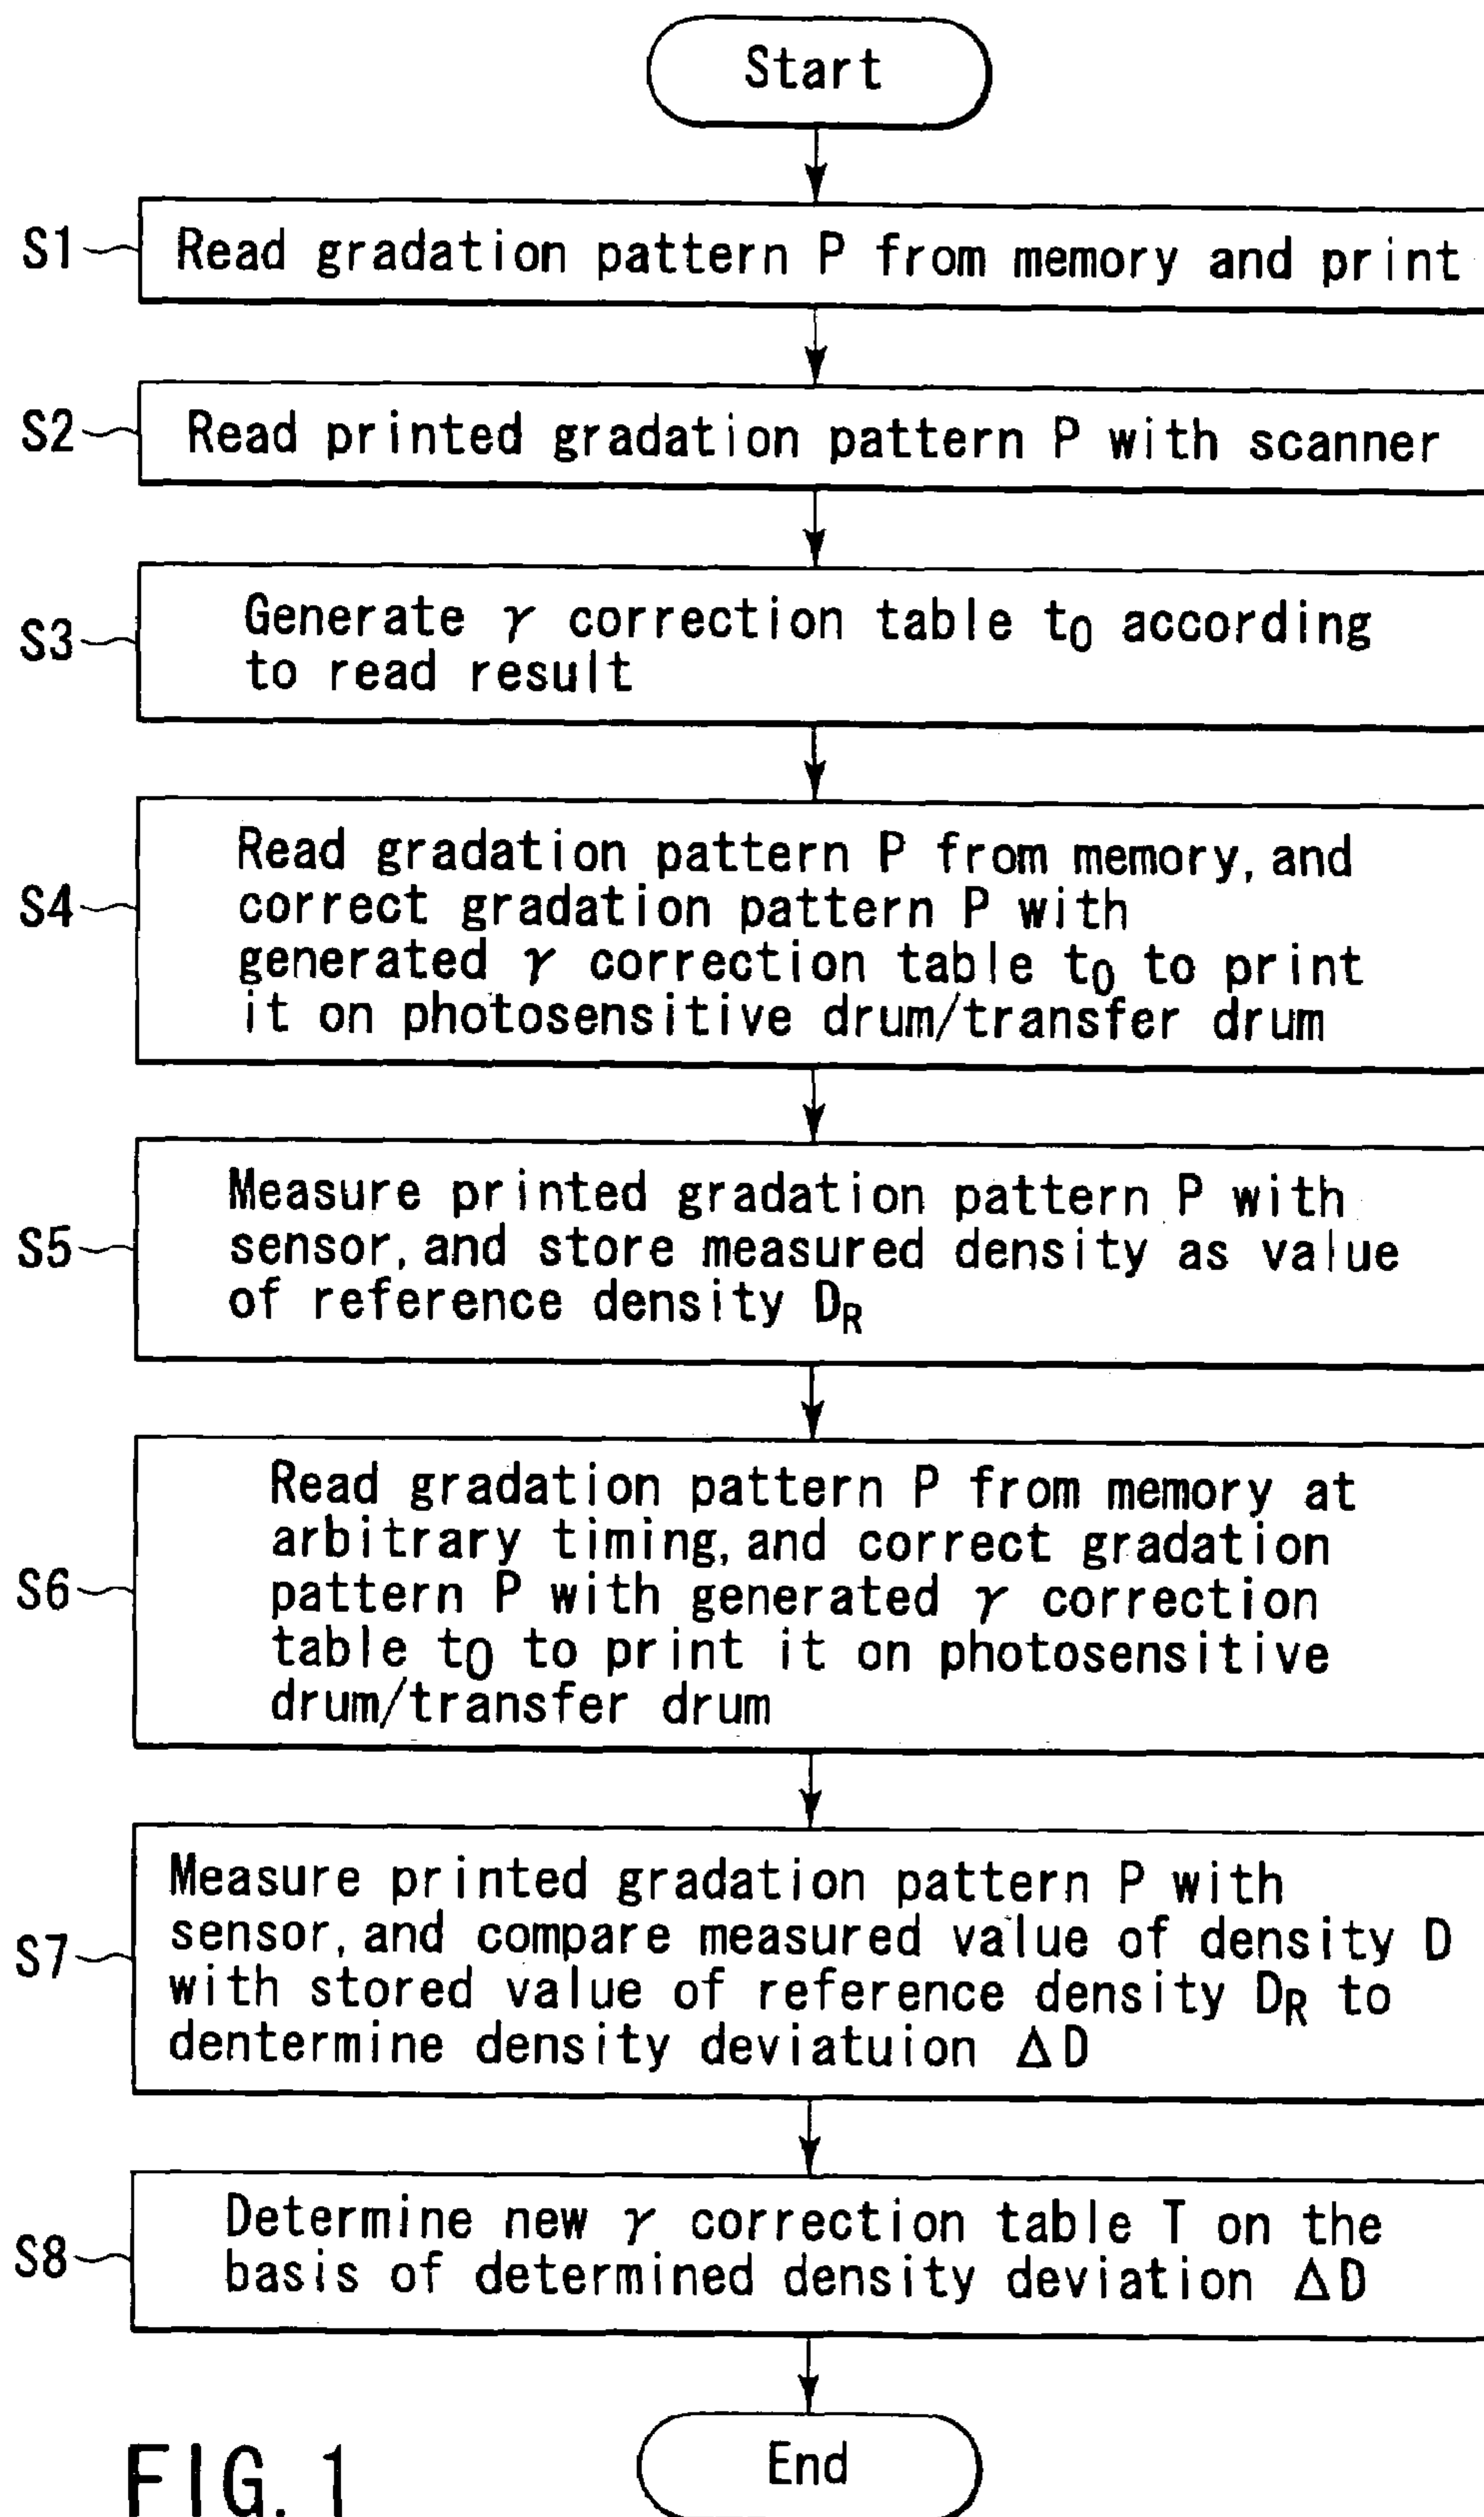 Start
S1 Read gradation pattern P from memory and print
S2 Read printed gradation pattern P with scanner
S3 Generate γ correction table t0 according
to read result
S4 Read gradation pattern P from memory, and
correct gradation pattern P with
generated γ correction table t0 to print
it on photosensitive drum/transfer drum
S5 Measure printed gradation pattern P with
sensor, and store measured density as value
of reference density DR
S6 Read gradation pattern P from memory at
arbitrary timing, and correct gradation
pattern P with generated γ correction
table t0 to print it on photosensitive
drum/transfer drum
S7 Measure printed gradation pattern P with
sensor, and compare measured value of density D
with stored value of reference density DR to
dentermine density deviatuion ΔD
S8 Determine new γ correction table T on the
basis of determined density deviation ΔD
End
FIG. 1